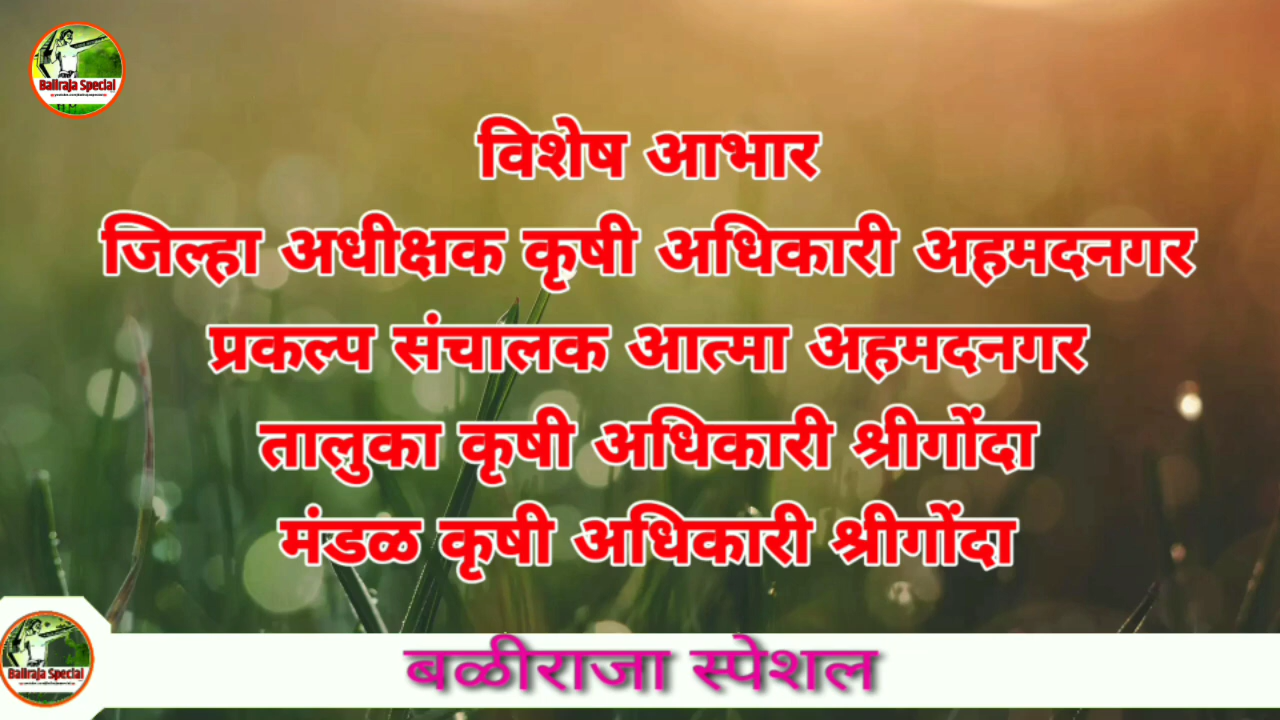 Baliraja Special
विशेष आभार
जिल्हा अधीक्षक कृषी अधिकारी अहमदनगर
प्रकल्प संचालक आत्मा अहमदनगर
तालुका कृषी अधिकारी श्रीगोंदा
मंडळ कृषी अधिकारी श्रीगोंदा
Baliraja Special
बळीराजा स्पेशल